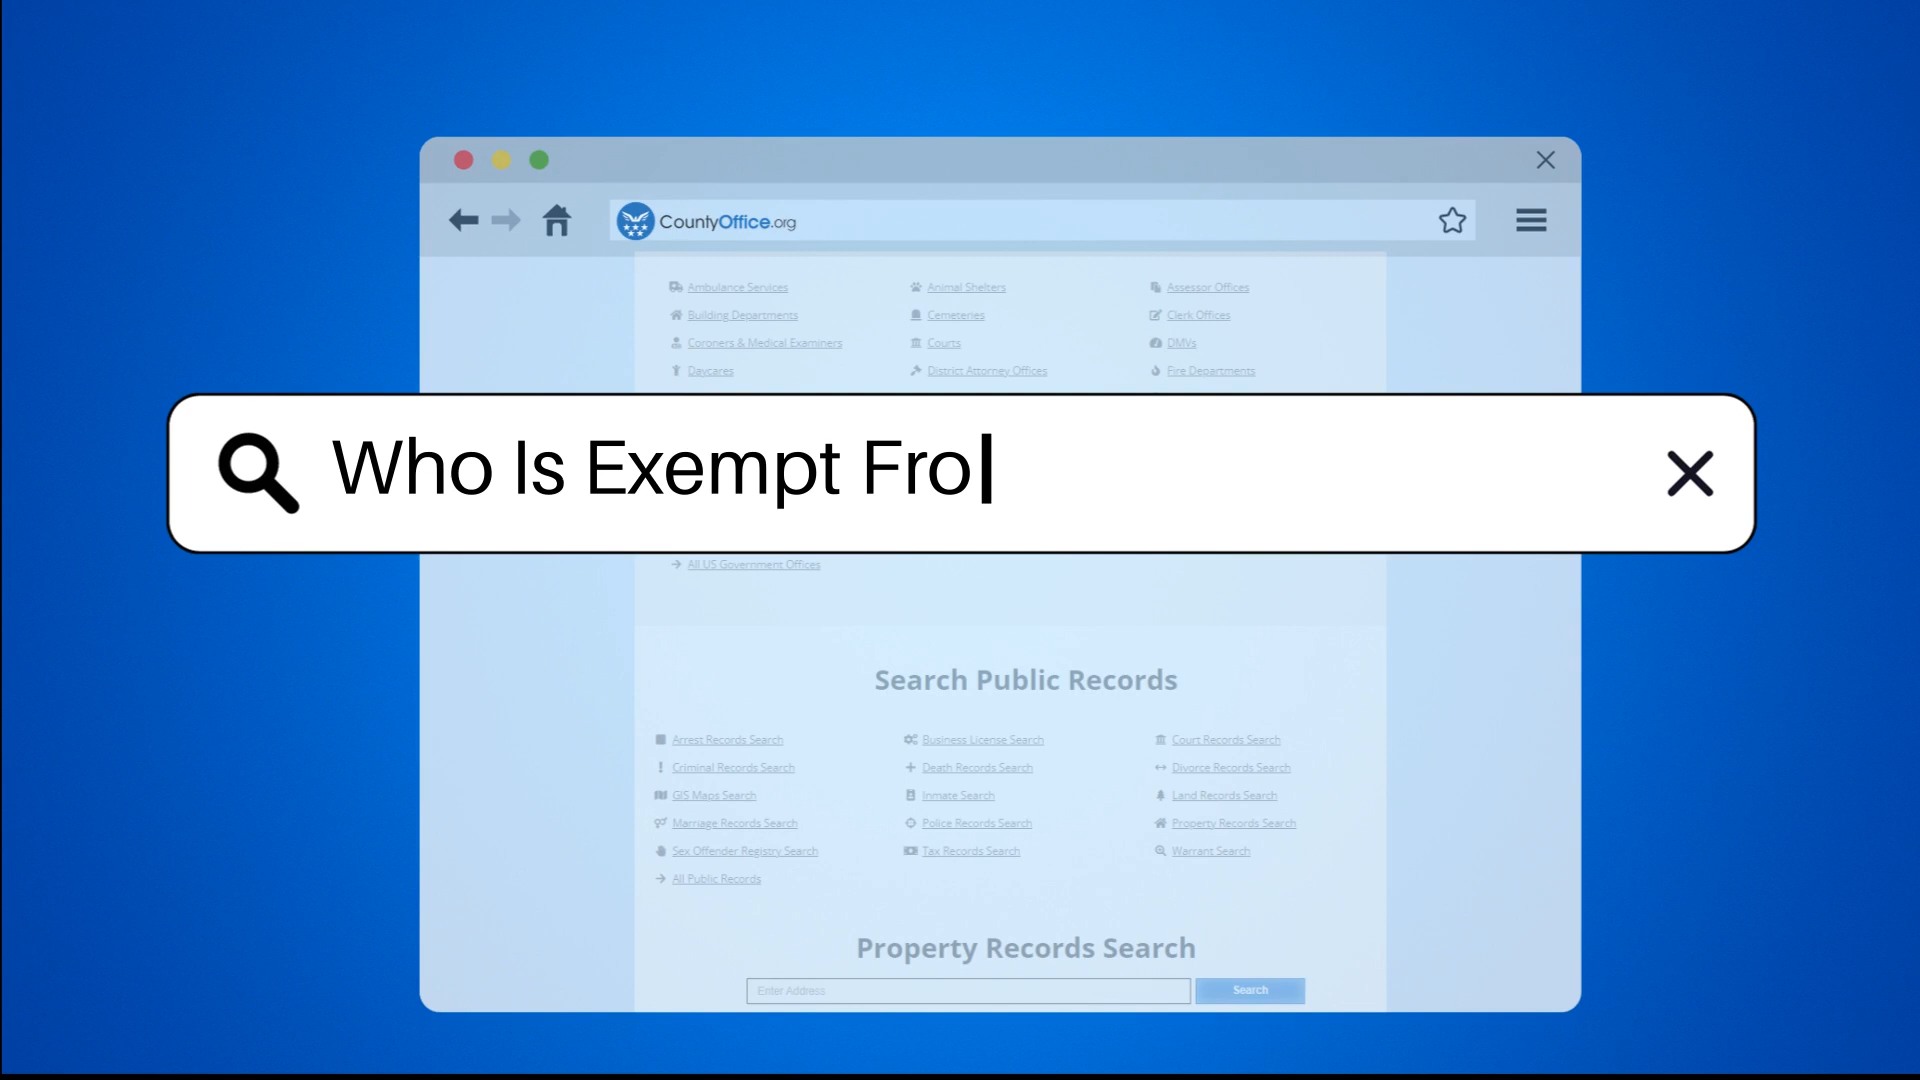 CountyOffice.org
Ambulance Services Animal Shelters Assessor Offices
Building Departments Cemeteries Clerk Offices
Coroners & Medical Examiners Courts DMVs
Daycares District Attorney Offices Fire Departments
Who Is Exempt Fro
All US Government Offices
Search Public Records
Arrest Records Search Business License Search Court Records Search
Criminal Records Search Death Records Search Divorce Records Search
GIS Maps Search Inmate Search Land Records Search
Marriage Records Search Police Records Search Property Records Search
Sex Offender Registry Search Tax Records Search Warrant Search
All Public Records
Property Records Search
Enter Address Search